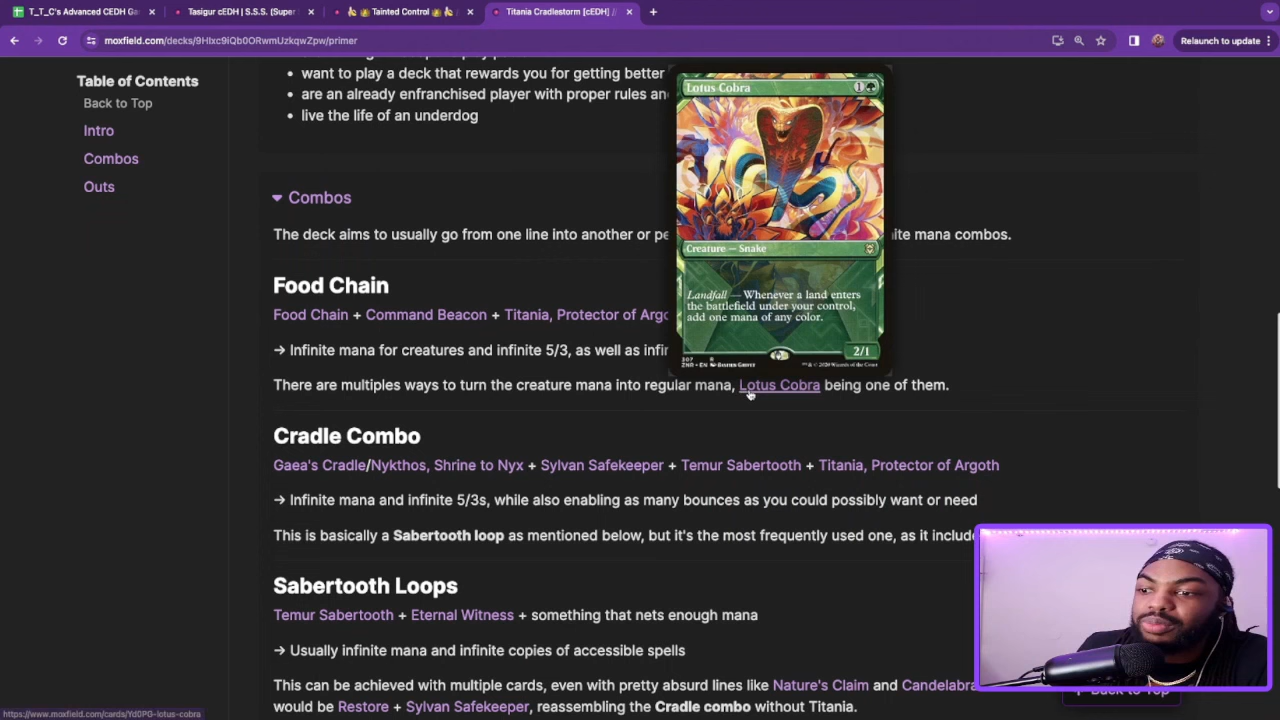 T_T_C's Advanced CEDH Ga
Tasigur cEDH | S.S.S. (Super
Tainted Control
Titania Cradlestorm [cEDH] //
moxfield.com/decks/9HIxc9iQb0ORwmUzkqwZpw/primer
Relaunch to update
Table of Contents
Back to Top
Intro
Combos
Outs
want to play a deck that rewards you for getting better
are an already enfranchised player with proper rules and
live the life of an underdog
Lotus Cobra
1
Creature — Snake
Landfall — Whenever a land enters
the battlefield under your control,
add one mana of any color.
2/1
Combos
The deck aims to usually go from one line into another or pe
ite mana combos.
Food Chain
Food Chain + Command Beacon + Titania, Protector of Argo
→ Infinite mana for creatures and infinite 5/3, as well as infi
There are multiples ways to turn the creature mana into regular mana, Lotus Cobra being one of them.
Cradle Combo
Gaea's Cradle/Nykthos, Shrine to Nyx + Sylvan Safekeeper + Temur Sabertooth + Titania, Protector of Argoth
→ Infinite mana and infinite 5/3s, while also enabling as many bounces as you could possibly want or need
This is basically a Sabertooth loop as mentioned below, but it's the most frequently used one, as it include
Sabertooth Loops
Temur Sabertooth + Eternal Witness + something that nets enough mana
→ Usually infinite mana and infinite copies of accessible spells
This can be achieved with multiple cards, even with pretty absurd lines like Nature's Claim and Candelabra
would be Restore + Sylvan Safekeeper, reassembling the Cradle combo without Titania.
Back to Top
https://www.moxfield.com/cards/Yd0PG-lotus-cobra